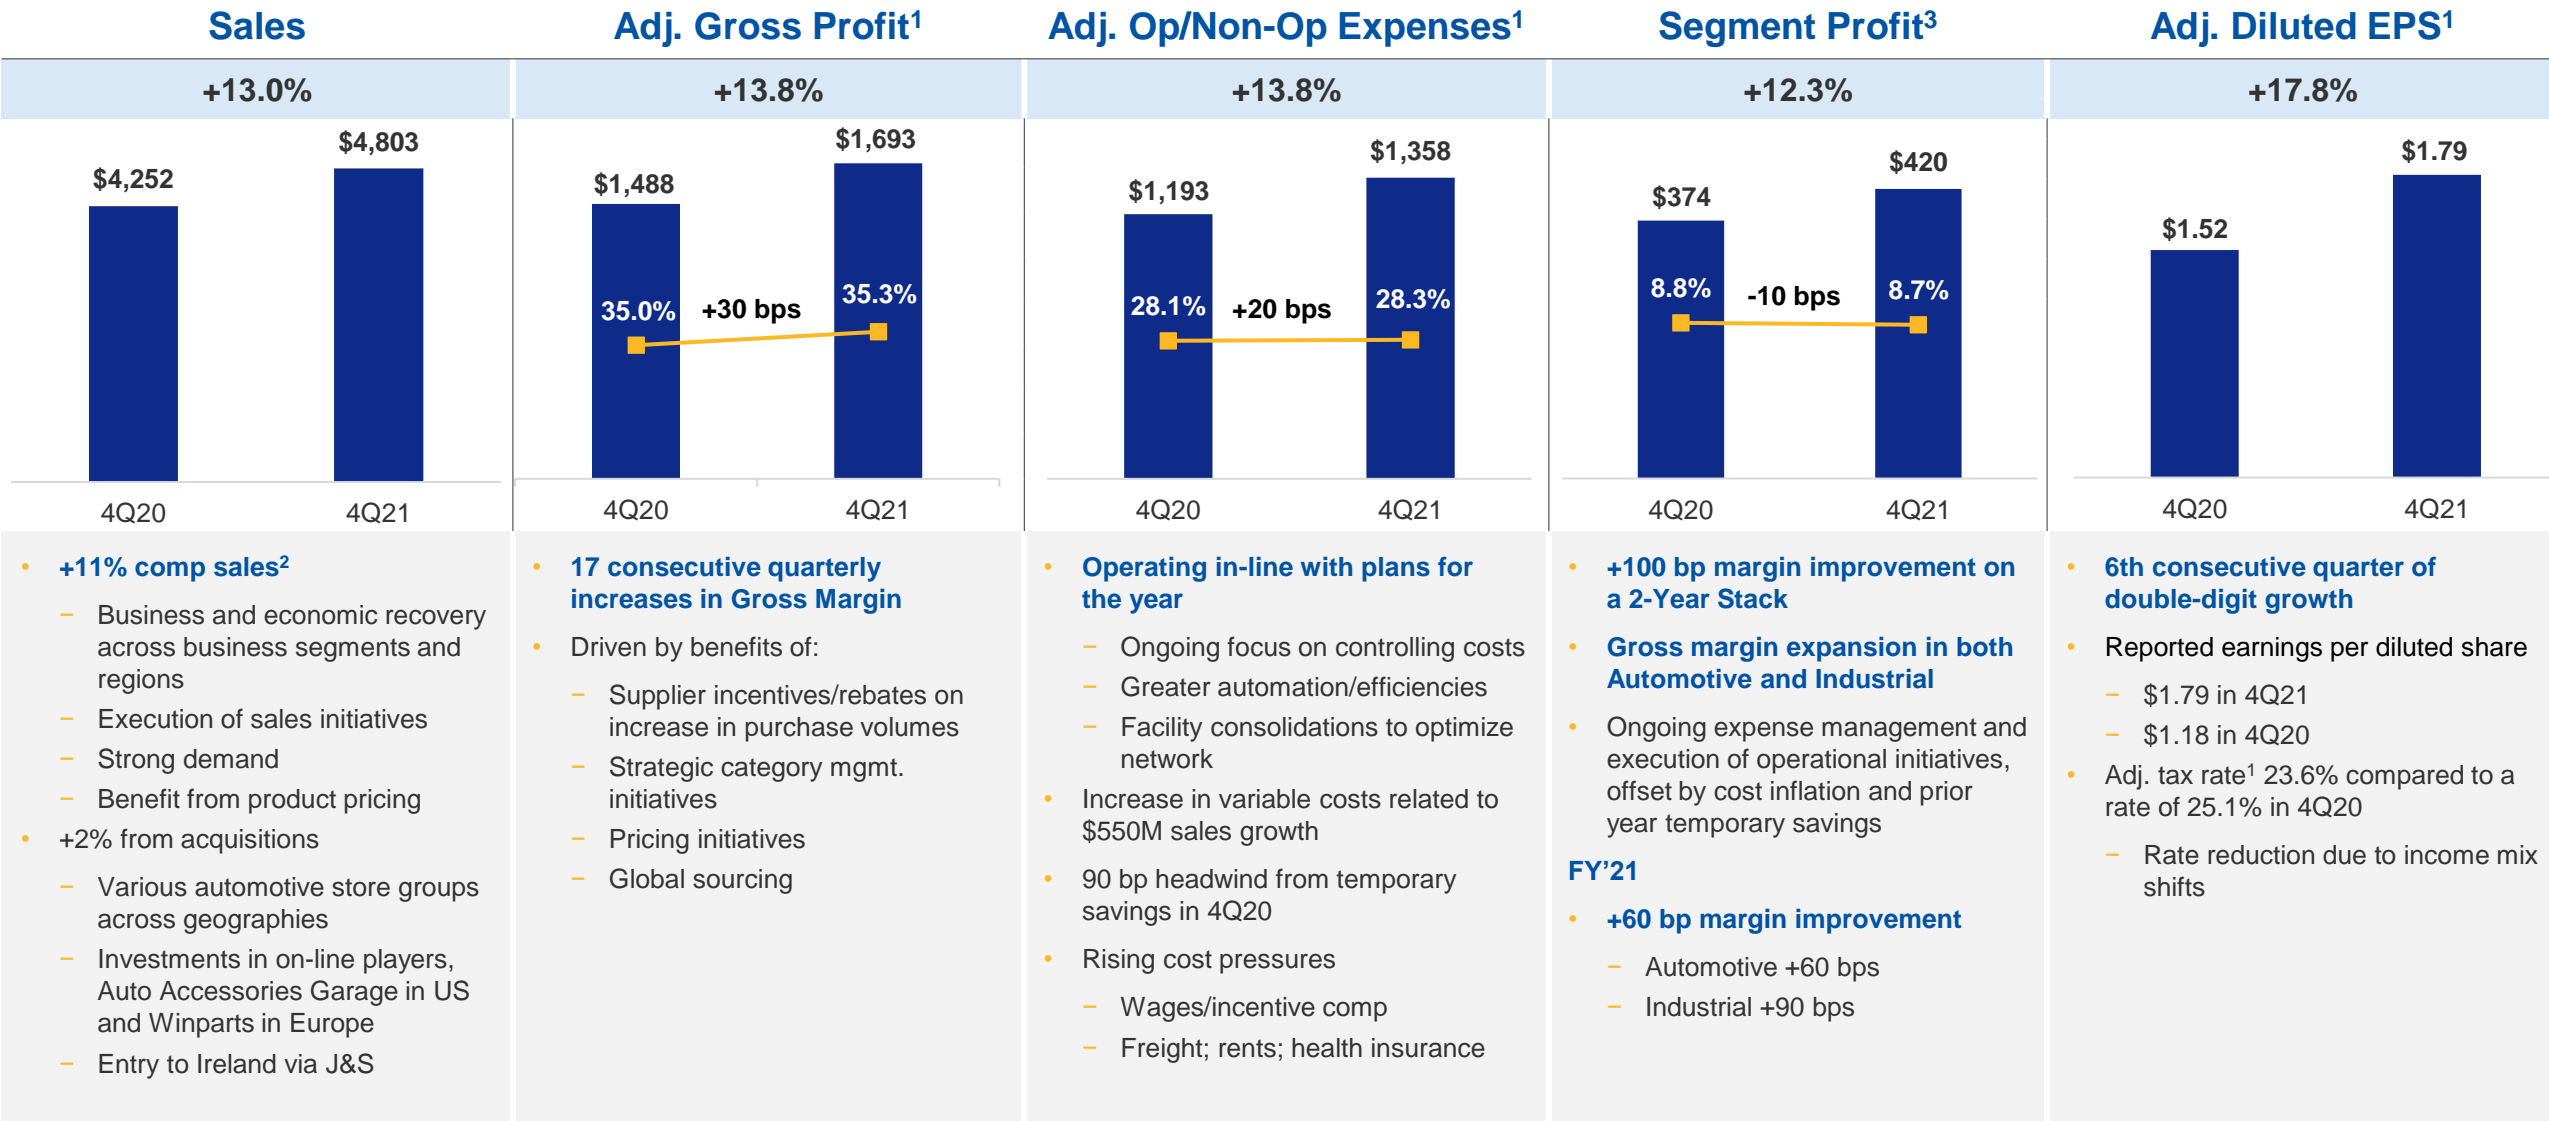 Sales
+13.0%
$4,252
$4,803
4Q20
4Q21
• +11% comp sales²
− Business and economic recovery
across business segments and
regions
− Execution of sales initiatives
− Strong demand
− Benefit from product pricing
• +2% from acquisitions
− Various automotive store groups
across geographies
− Investments in on-line players,
Auto Accessories Garage in US
and Winparts in Europe
− Entry to Ireland via J&S
Adj. Gross Profit¹
+13.8%
$1,488
$1,693
35.0%
+30 bps
35.3%
4Q20
4Q21
• 17 consecutive quarterly
increases in Gross Margin
• Driven by benefits of:
− Supplier incentives/rebates on
increase in purchase volumes
− Strategic category mgmt.
initiatives
− Pricing initiatives
− Global sourcing
Adj. Op/Non-Op Expenses¹
+13.8%
$1,193
$1,358
28.1%
+20 bps
28.3%
4Q20
4Q21
• Operating in-line with plans for
the year
− Ongoing focus on controlling costs
− Greater automation/efficiencies
− Facility consolidations to optimize
network
• Increase in variable costs related to
$550M sales growth
• 90 bp headwind from temporary
savings in 4Q20
• Rising cost pressures
− Wages/incentive comp
− Freight; rents; health insurance
Segment Profit³
+12.3%
$374
$420
8.8%
-10 bps
8.7%
4Q20
4Q21
• +100 bp margin improvement on
a 2-Year Stack
• Gross margin expansion in both
Automotive and Industrial
• Ongoing expense management and
execution of operational initiatives,
offset by cost inflation and prior
year temporary savings
FY’21
• +60 bp margin improvement
− Automotive +60 bps
− Industrial +90 bps
Adj. Diluted EPS¹
+17.8%
$1.52
$1.79
4Q20
4Q21
• 6th consecutive quarter of
double-digit growth
• Reported earnings per diluted share
− $1.79 in 4Q21
− $1.18 in 4Q20
• Adj. tax rate¹ 23.6% compared to a
rate of 25.1% in 4Q20
− Rate reduction due to income mix
shifts